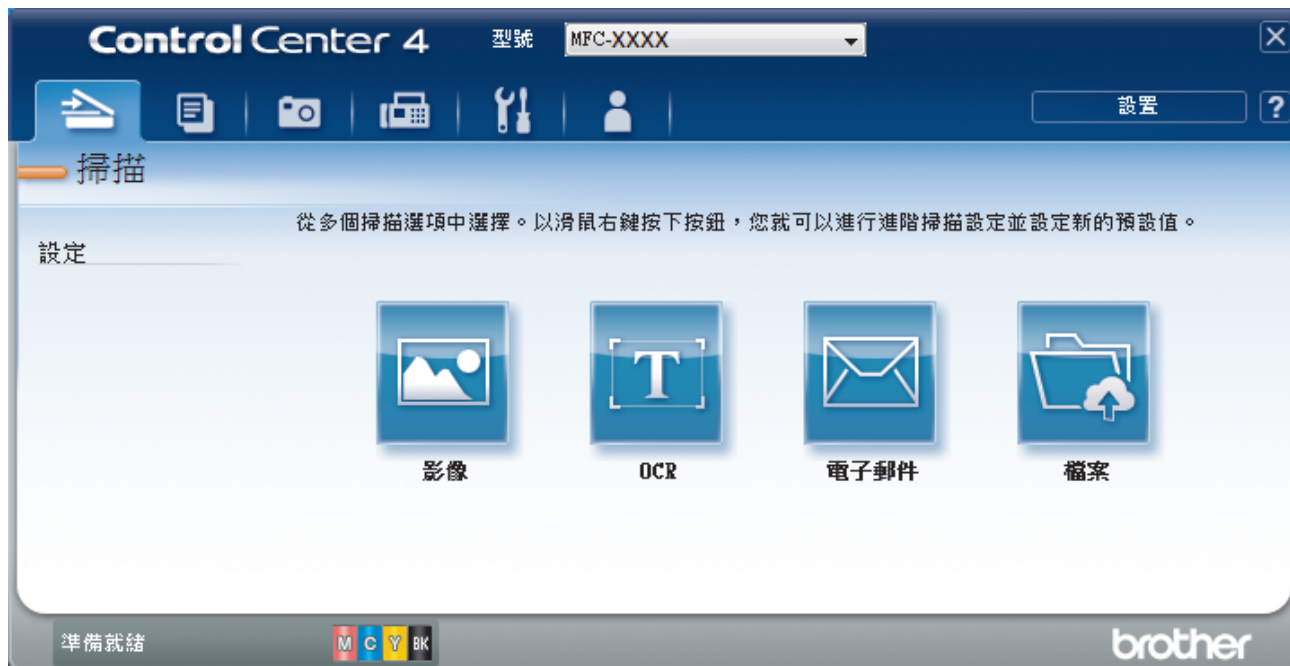 ControlCenter 4 型號 MFC-XXXX
設置 ?
掃描
從多個掃描選項中選擇。以滑鼠右鍵按下按鈕，您就可以進行進階掃描設定並設定新的預設值。
設定
T
影像 OCR 電子郵件 檔案
準備就緒 M C Y BK brother